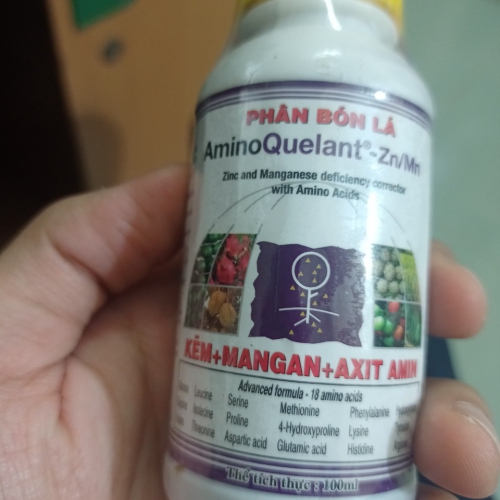 PHÂN BÓN LÁ
AminoQuelant®-Zn/Mn
Zinc and Manganese deficiency corrector
with Amino Acids
KẼM+MANGAN+AXIT AMIN
Advanced formula - 18 amino acids
Leucine Serine Methionine Phenylalanine
Isoleucine Proline 4-Hydroxyproline Lysine
Threonine Aspartic acid Glutamic acid Histidine
Thể tích thực : 100ml